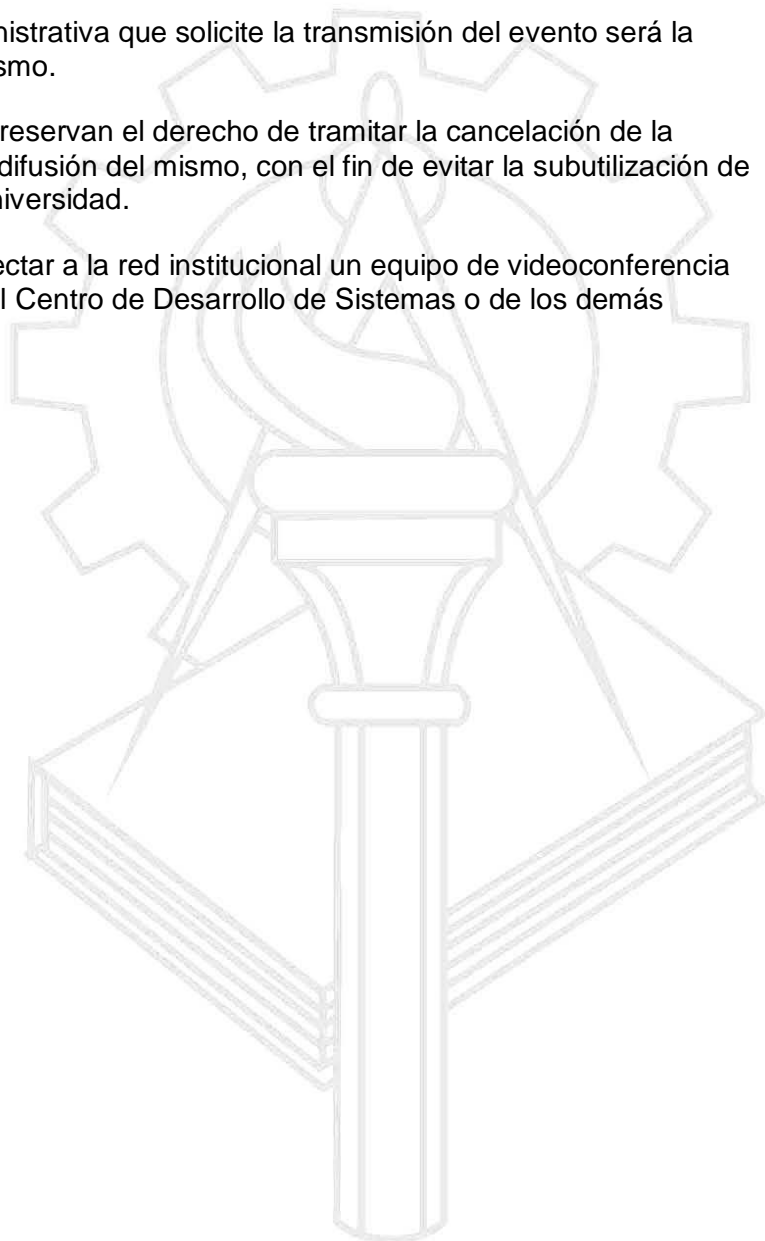 nistrativa que solicite la transmisión del evento será la
smo.
reservan el derecho de tramitar la cancelación de la
difusión del mismo, con el fin de evitar la subutilización de
niversidad.
ectar a la red institucional un equipo de videoconferencia
l Centro de Desarrollo de Sistemas o de los demás